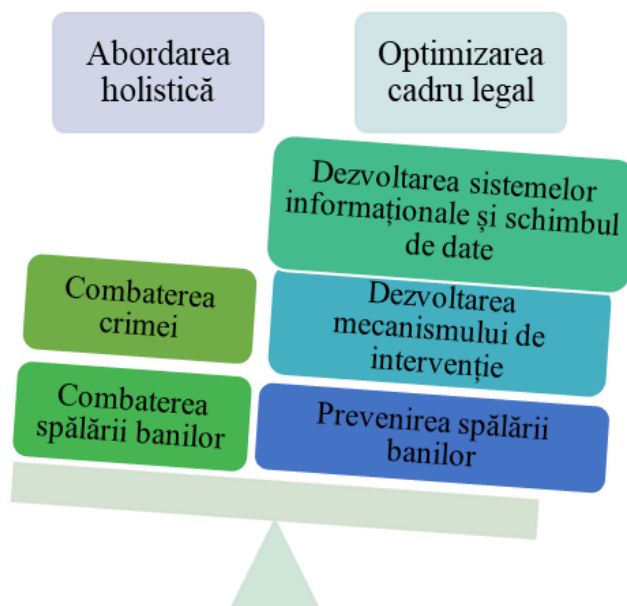 Abordarea
holistică
Optimizarea
cadru legal
Dezvoltarea sistemelor
informaționale și schimbul
de date
Combaterea
crimei
Dezvoltarea
mecanismului de
intervenție
Combaterea
spălării banilor
Prevenirea spălării
banilor